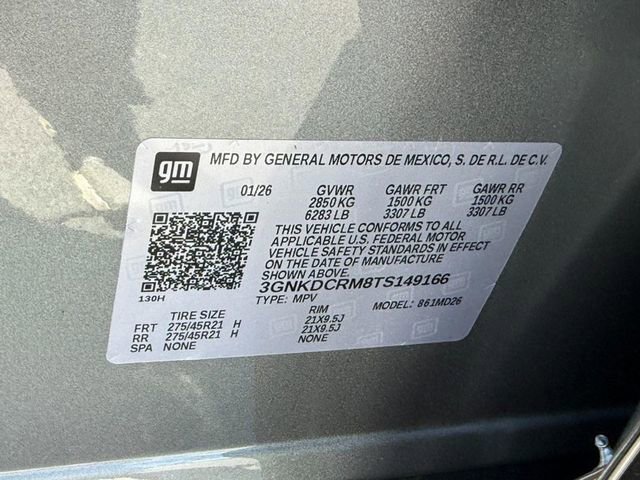 gm MFD BY GENERAL MOTORS DE MEXICO, S. DE R.L. DE C.V.
01/26 GVWR GAWR FRT GAWR RR
2850 KG 1500 KG 1500 KG
6283 LB 3307 LB 3307 LB
THIS VEHICLE CONFORMS TO ALL
APPLICABLE U.S. FEDERAL MOTOR
VEHICLE SAFETY STANDARDS IN EFFECT
ON THE DATE OF MANUFACTURE
SHOWN ABOVE.
3GNKDCRM8TS149166
130H TYPE: MPV MODEL: 861MD26
TIRE SIZE RIM
FRT 275/45R21 H 21X9.5J
RR 275/45R21 H 21X9.5J
SPA NONE NONE